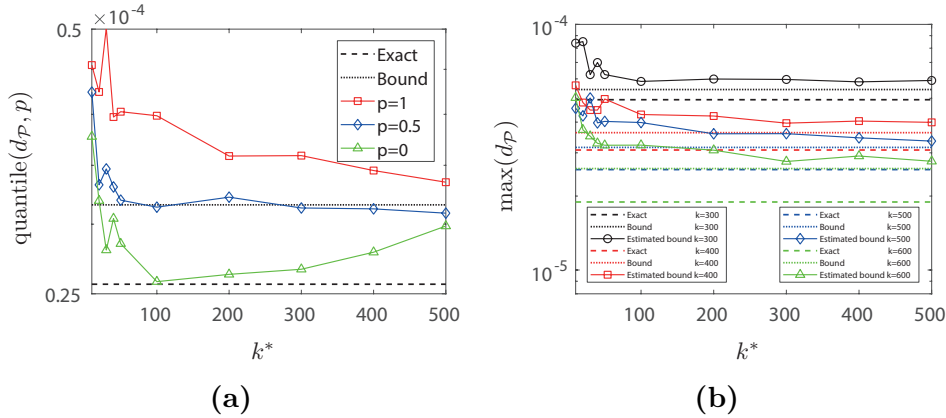 ×10⁻⁴
0.5
0.25
quantile(d_𝒫, p)
Exact
Bound
p=1
p=0.5
p=0
100 200 300 400 500
k*
(a)
10⁻⁴
10⁻⁵
max(d_𝒫)
Exact k=300
Bound k=300
Estimated bound k=300
Exact k=400
Bound k=400
Estimated bound k=400
Exact k=500
Bound k=500
Estimated bound k=500
Exact k=600
Bound k=600
Estimated bound k=600
100 200 300 400 500
k*
(b)